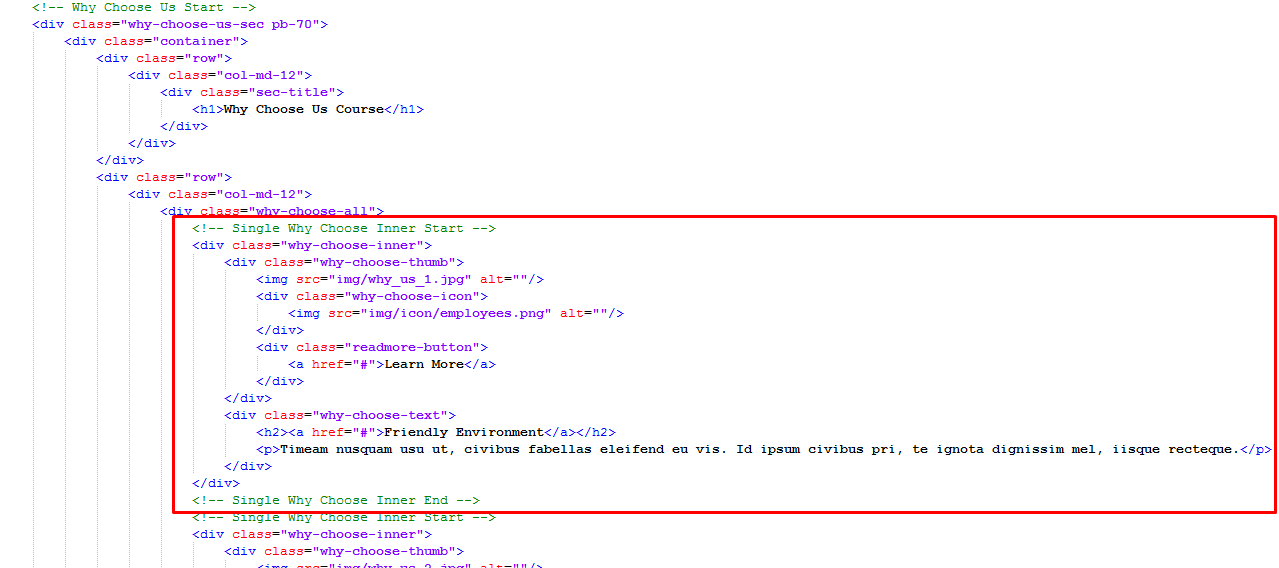 <!-- Why Choose Us Start -->
<div class="why-choose-us-sec pb-70">
<div class="container">
<div class="row">
<div class="col-md-12">
<div class="sec-title">
<h1>Why Choose Us Course</h1>
</div>
</div>
</div>
<div class="row">
<div class="col-md-12">
<div class="why-choose-all">
<!-- Single Why Choose Inner Start -->
<div class="why-choose-inner">
<div class="why-choose-thumb">
<img src="img/why_us_1.jpg" alt=""/>
<div class="why-choose-icon">
<img src="img/icon/employees.png" alt=""/>
</div>
<div class="readmore-button">
<a href="#">Learn More</a>
</div>
</div>
<div class="why-choose-text">
<h2><a href="#">Friendly Environment</a></h2>
<p>Timeam nusquam usu ut, civibus fabellas eleifend eu vis. Id ipsum civibus pri, te ignota dignissim mel, iisque recteque.</p>
</div>
</div>
<!-- Single Why Choose Inner End -->
<!-- Single Why Choose Inner Start -->
<div class="why-choose-inner">
<div class="why-choose-thumb">
<img src="img/why_us_2.jpg" alt=""/>